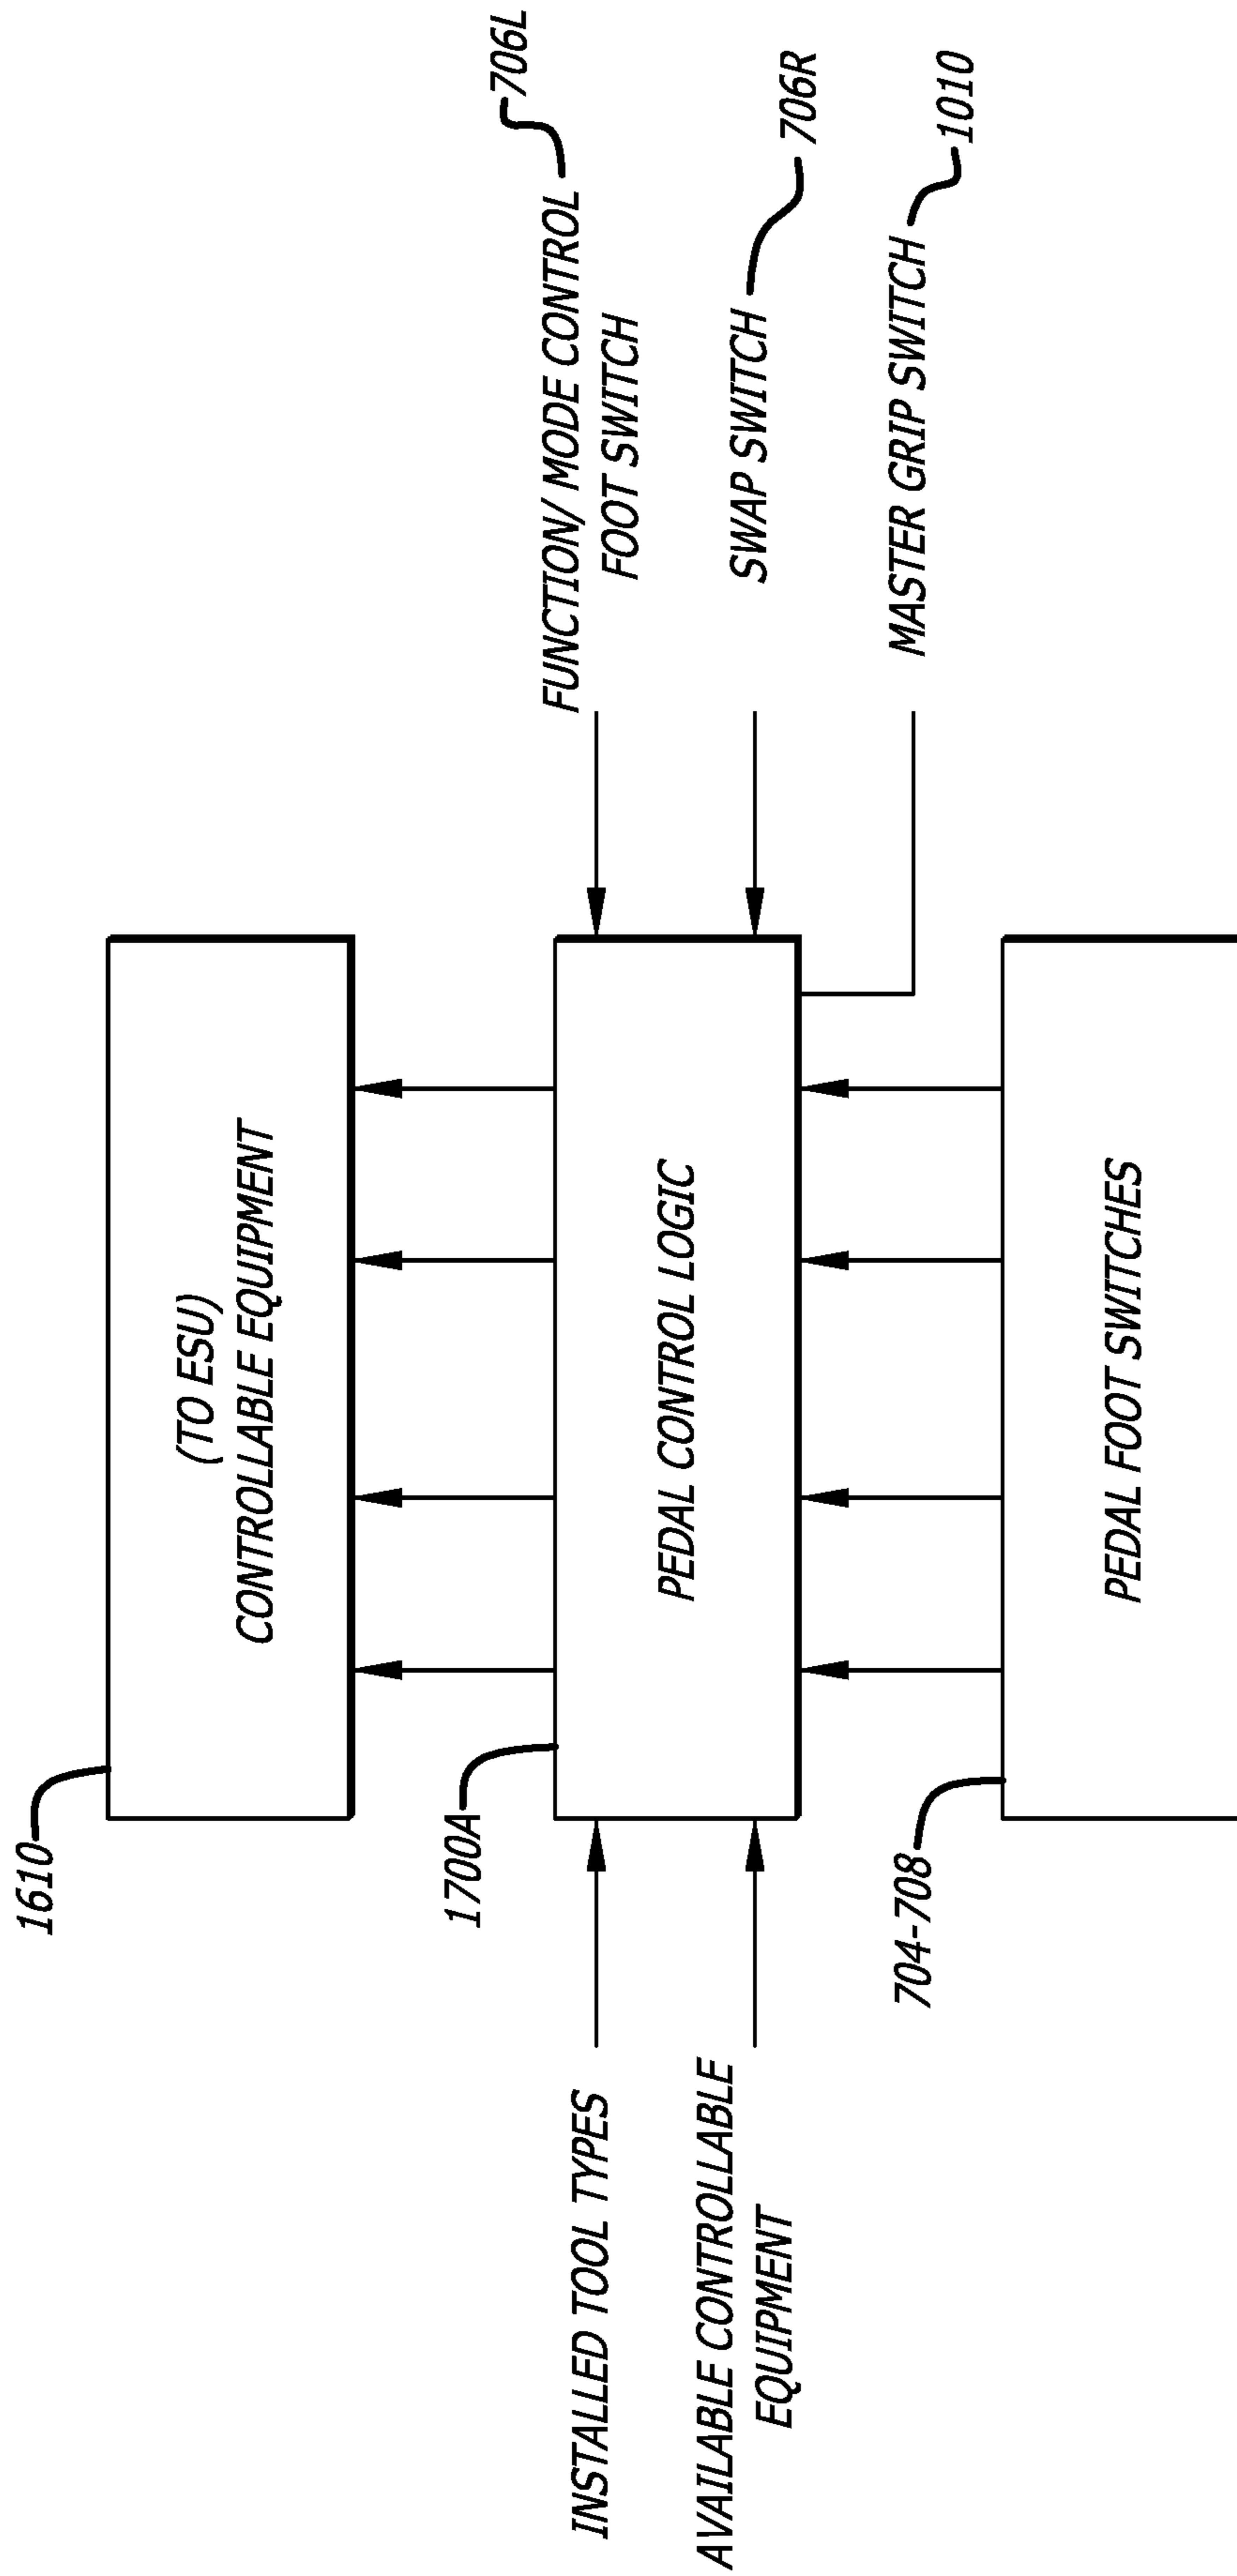 1610
(TO ESU)
CONTROLLABLE EQUIPMENT
1700A
INSTALLED TOOL TYPES
AVAILABLE CONTROLLABLE
EQUIPMENT
PEDAL CONTROL LOGIC
FUNCTION/ MODE CONTROL
FOOT SWITCH
706L
SWAP SWITCH
706R
MASTER GRIP SWITCH
1010
704-708
PEDAL FOOT SWITCHES